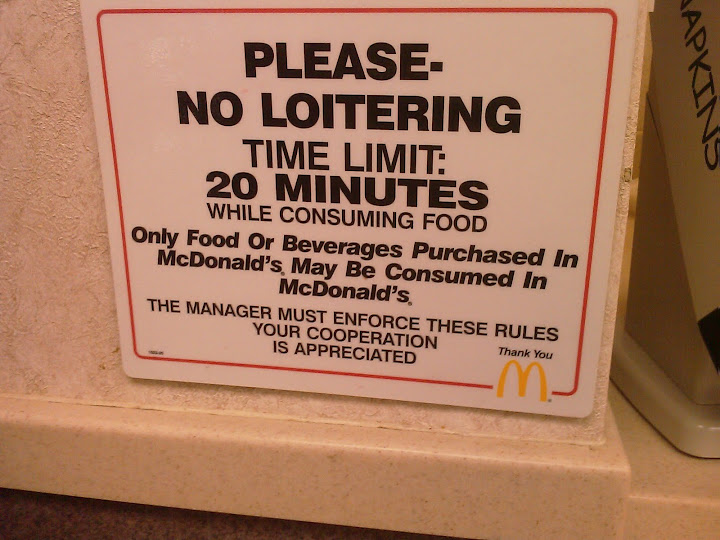 PLEASE-
NO LOITERING
TIME LIMIT:
20 MINUTES
WHILE CONSUMING FOOD
Only Food Or Beverages Purchased In
McDonald's® May Be Consumed In
McDonald's®
THE MANAGER MUST ENFORCE THESE RULES
YOUR COOPERATION
IS APPRECIATED
Thank You
NAPKINS